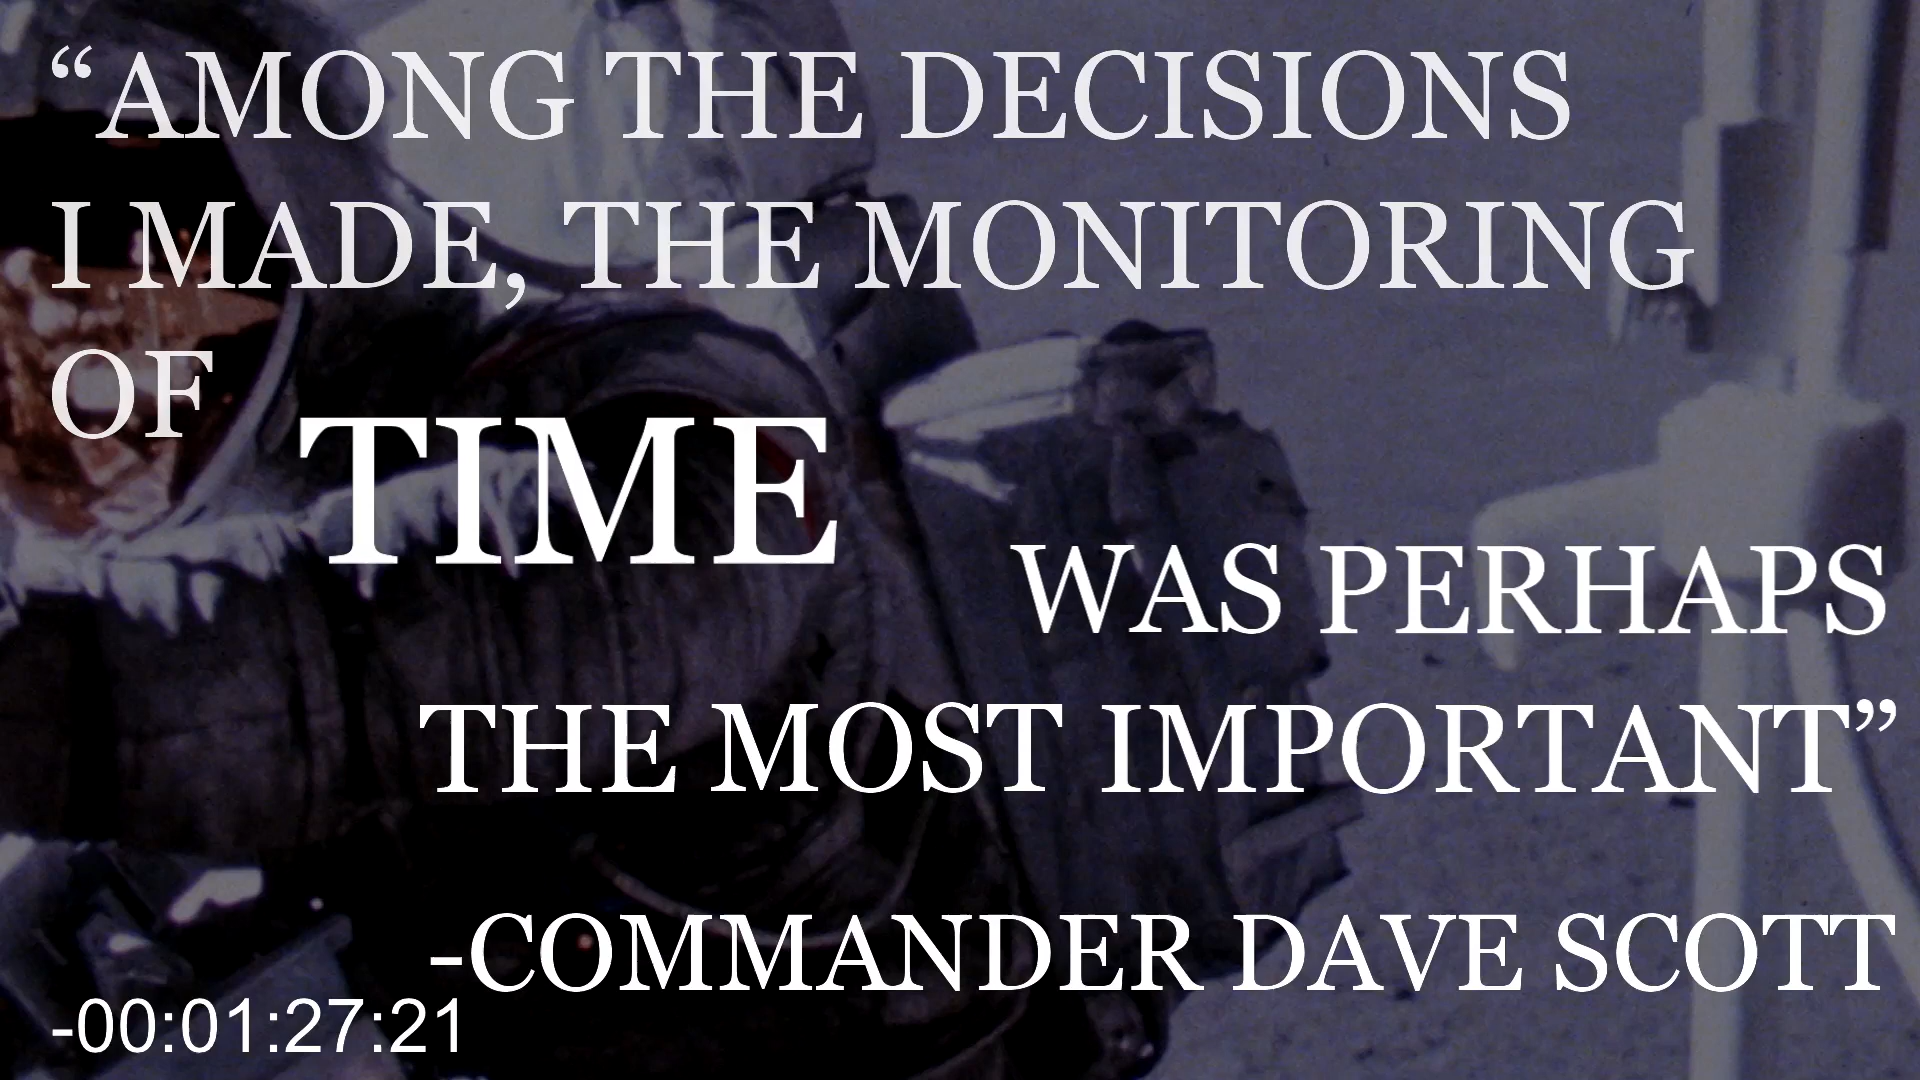 “AMONG THE DECISIONS
I MADE, THE MONITORING
OF
TIME
WAS PERHAPS
THE MOST IMPORTANT”
-COMMANDER DAVE SCOTT
-00:01:27:21